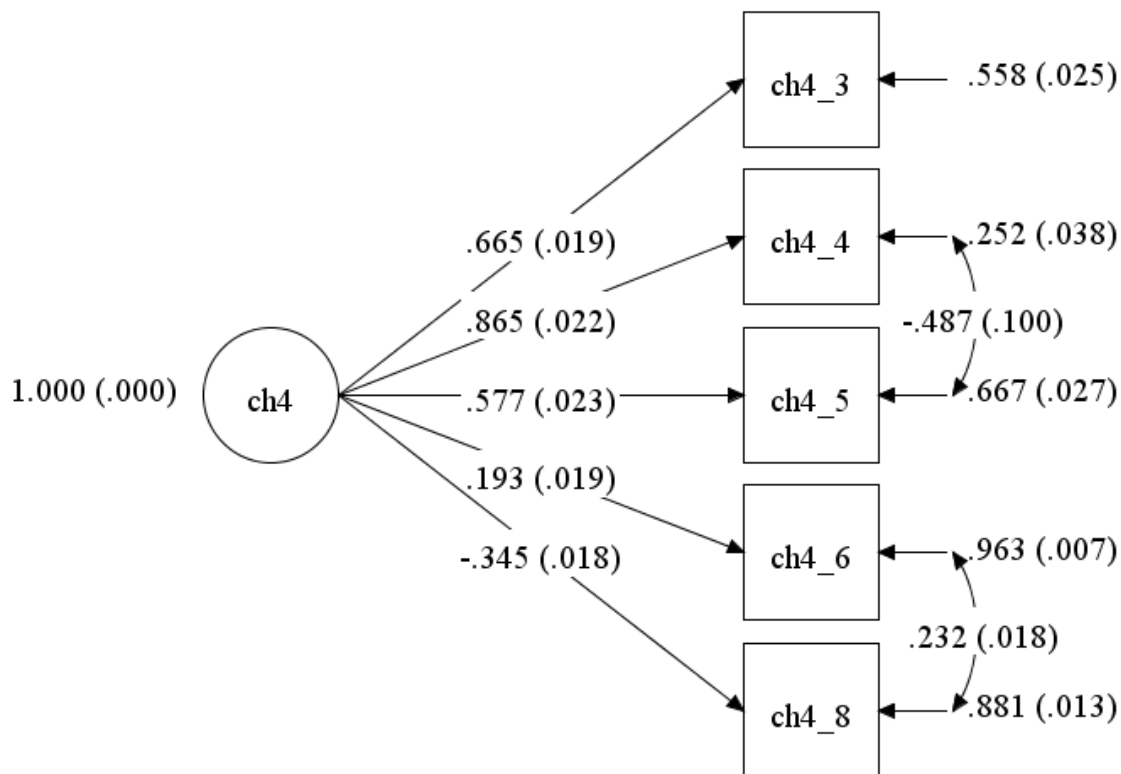 ch4_3
.558 (.025)
.665 (.019)
ch4_4
.252 (.038)
.865 (.022)
-.487 (.100)
1.000 (.000)
ch4
.577 (.023)
ch4_5
.667 (.027)
.193 (.019)
-.345 (.018)
ch4_6
.963 (.007)
.232 (.018)
ch4_8
.881 (.013)